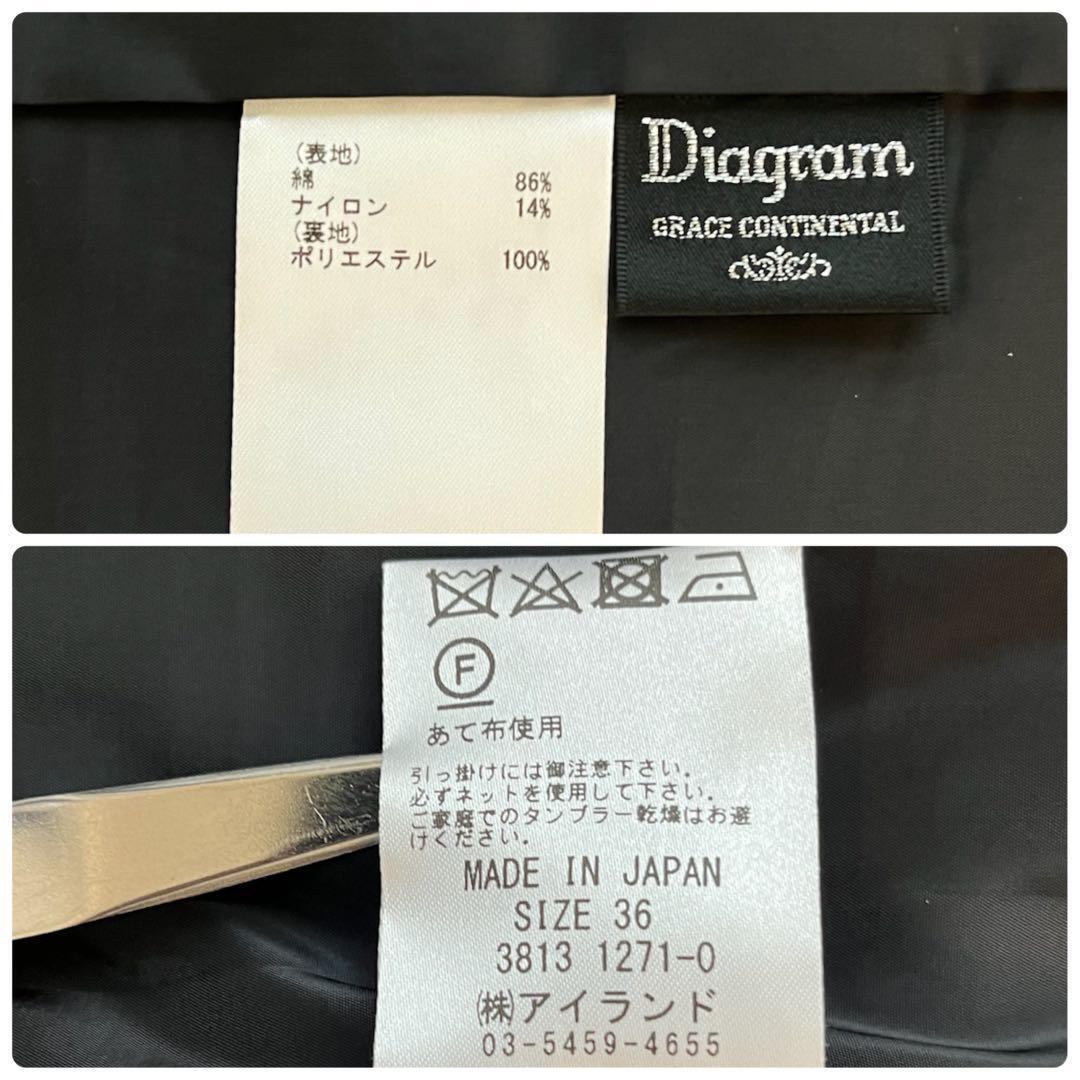 (表地)
綿 86%
ナイロン 14%
(裏地)
ポリエステル 100%
Diagram
GRACE CONTINENTAL
F
あて布使用
引っ掛けには御注意下さい。
必ずネットを使用して下さい。
ご家庭でのタンブラー乾燥はお避
けください。
MADE IN JAPAN
SIZE 36
3813 1271-0
㈱アイランド
03-5459-4655